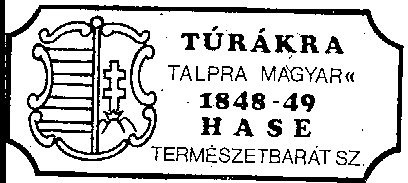 TÚRÁKRA
TALPRA MAGYAR«
1848-49
HASE
TERMÉSZETBARÁT SZ.